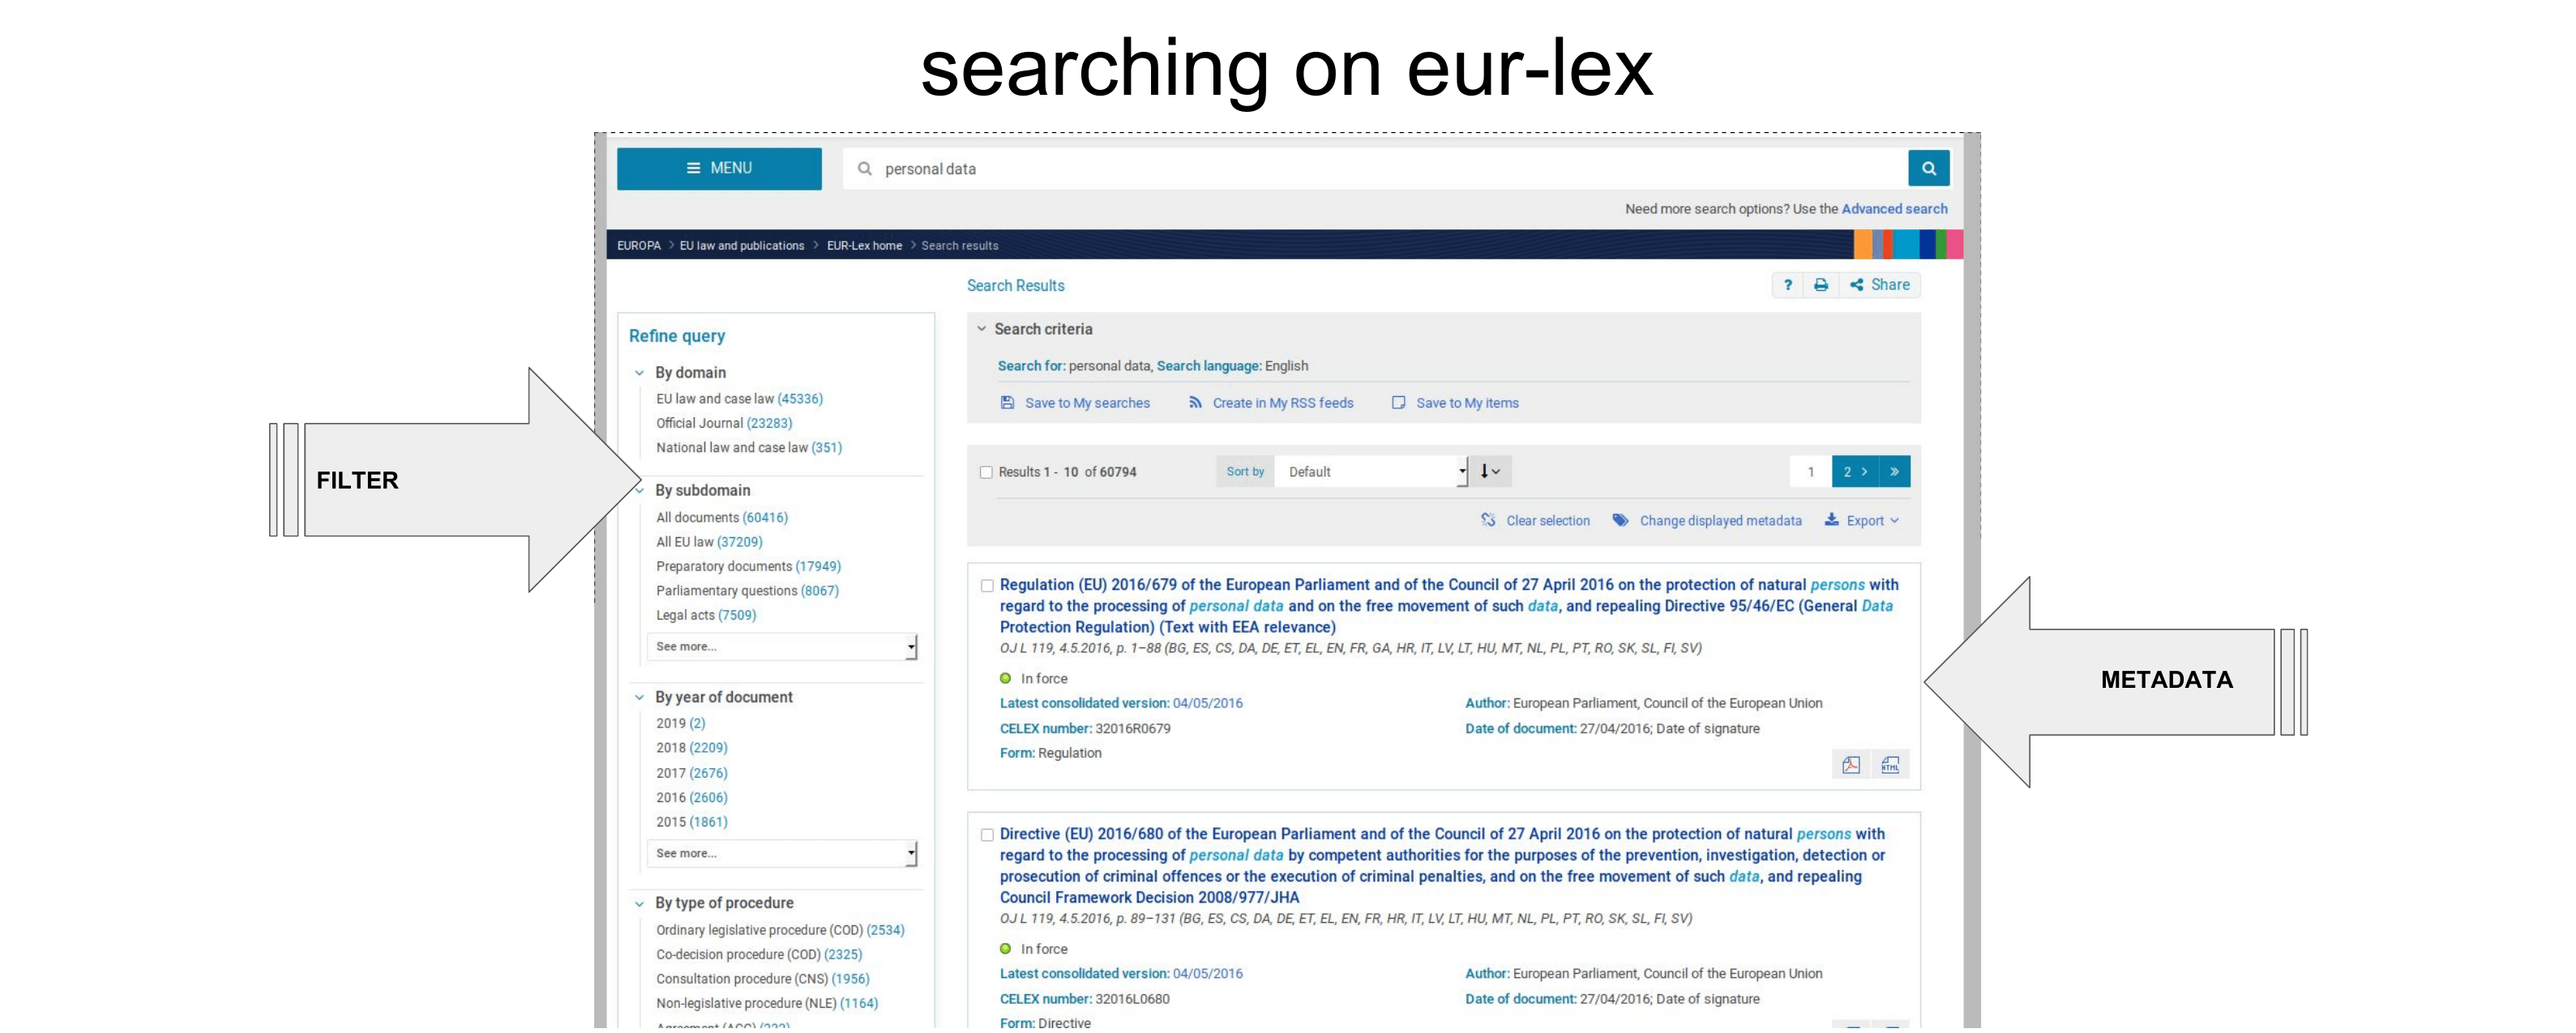 searching on eur-lex
MENU
personal data
Need more search options? Use the Advanced search
EUROPA > EU law and publications > EUR-Lex home > Search results
Search Results
? Share
FILTER
Refine query
By domain
EU law and case law (45336)
Official Journal (23283)
National law and case law (351)
By subdomain
All documents (60416)
All EU law (37209)
Preparatory documents (17949)
Parliamentary questions (8067)
Legal acts (7509)
See more...
By year of document
2019 (2)
2018 (2209)
2017 (2676)
2016 (2606)
2015 (1861)
See more...
By type of procedure
Ordinary legislative procedure (COD) (2534)
Co-decision procedure (COD) (2325)
Consultation procedure (CNS) (1956)
Non-legislative procedure (NLE) (1164)
Search criteria
Search for: personal data, Search language: English
Save to My searches Create in My RSS feeds Save to My items
Results 1 - 10 of 60794 Sort by Default 1 2 > »
Clear selection Change displayed metadata Export
Regulation (EU) 2016/679 of the European Parliament and of the Council of 27 April 2016 on the protection of natural persons with
regard to the processing of personal data and on the free movement of such data, and repealing Directive 95/46/EC (General Data
Protection Regulation) (Text with EEA relevance)
OJ L 119, 4.5.2016, p. 1–88 (BG, ES, CS, DA, DE, ET, EL, EN, FR, GA, HR, IT, LV, LT, HU, MT, NL, PL, PT, RO, SK, SL, FI, SV)
In force
Latest consolidated version: 04/05/2016 Author: European Parliament, Council of the European Union
CELEX number: 32016R0679 Date of document: 27/04/2016; Date of signature
Form: Regulation
HTML
Directive (EU) 2016/680 of the European Parliament and of the Council of 27 April 2016 on the protection of natural persons with
regard to the processing of personal data by competent authorities for the purposes of the prevention, investigation, detection or
prosecution of criminal offences or the execution of criminal penalties, and on the free movement of such data, and repealing
Council Framework Decision 2008/977/JHA
OJ L 119, 4.5.2016, p. 89–131 (BG, ES, CS, DA, DE, ET, EL, EN, FR, HR, IT, LV, LT, HU, MT, NL, PL, PT, RO, SK, SL, FI, SV)
In force
Latest consolidated version: 04/05/2016 Author: European Parliament, Council of the European Union
CELEX number: 32016L0680 Date of document: 27/04/2016; Date of signature
Form: Directive
METADATA